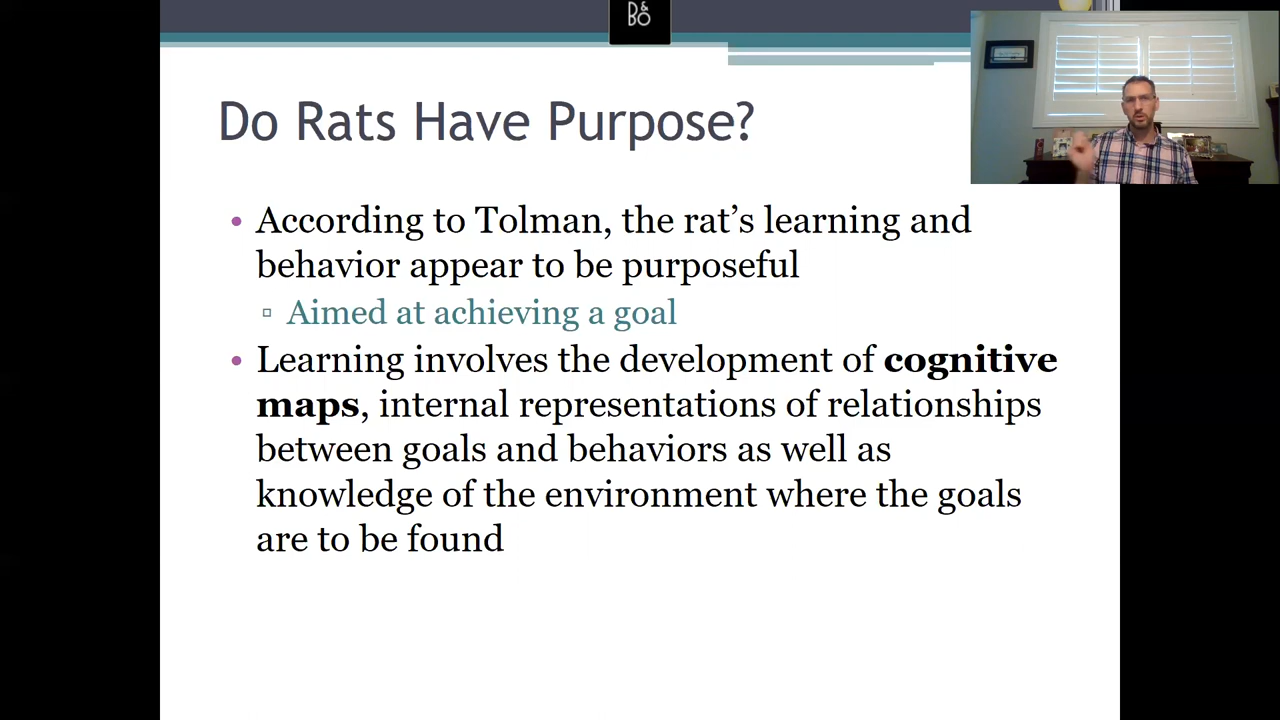 B&O
Do Rats Have Purpose?
• According to Tolman, the rat’s learning and
behavior appear to be purposeful
▫ Aimed at achieving a goal
• Learning involves the development of cognitive
maps, internal representations of relationships
between goals and behaviors as well as
knowledge of the environment where the goals
are to be found